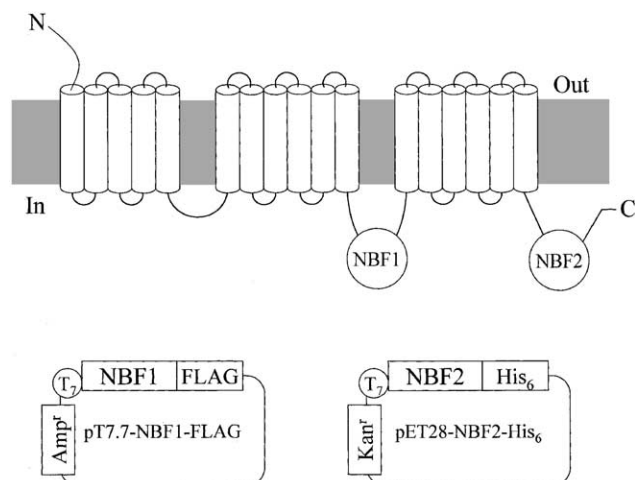 N
Out
In
C
NBF1
NBF2
T₇ NBF1 FLAG
T₇ NBF2 His₆
Ampʳ
pT7.7-NBF1-FLAG
Kanʳ
pET28-NBF2-His₆